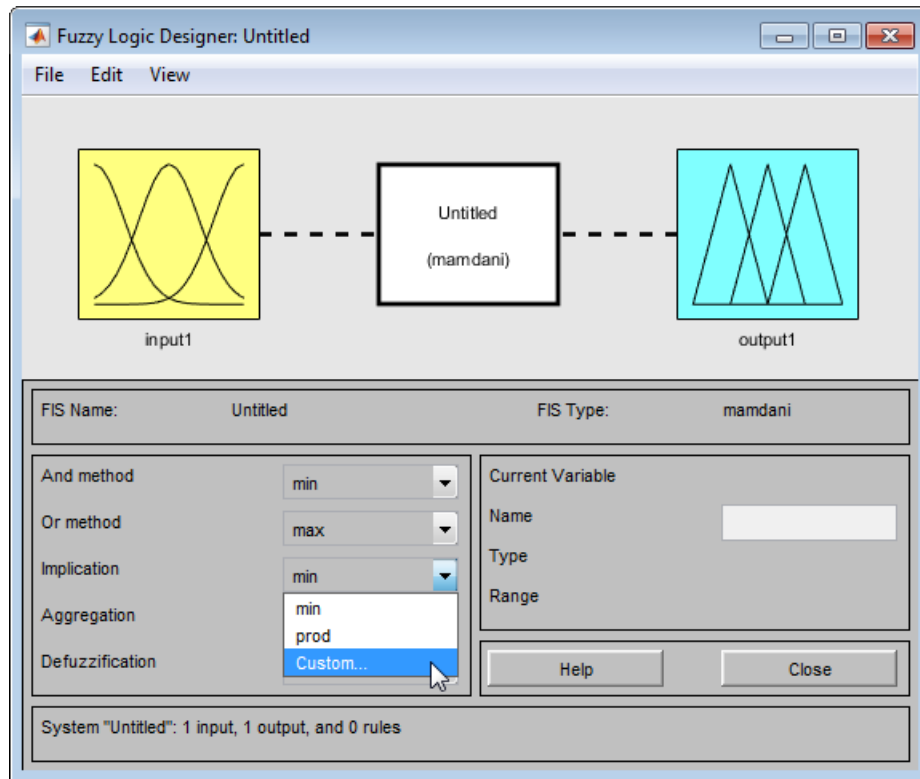 Fuzzy Logic Designer: Untitled
File Edit View
Untitled
(mamdani)
input1
output1
FIS Name: Untitled FIS Type: mamdani
And method min
Or method max
Implication min
min
prod
Custom...
Aggregation
Defuzzification
Current Variable
Name
Type
Range
Help Close
System "Untitled": 1 input, 1 output, and 0 rules